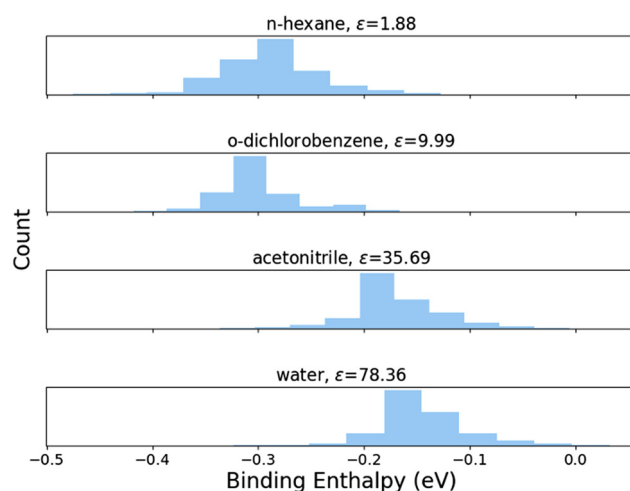 n-hexane, ε=1.88
o-dichlorobenzene, ε=9.99
Count
acetonitrile, ε=35.69
water, ε=78.36
−0.5 −0.4 −0.3 −0.2 −0.1 0.0
Binding Enthalpy (eV)